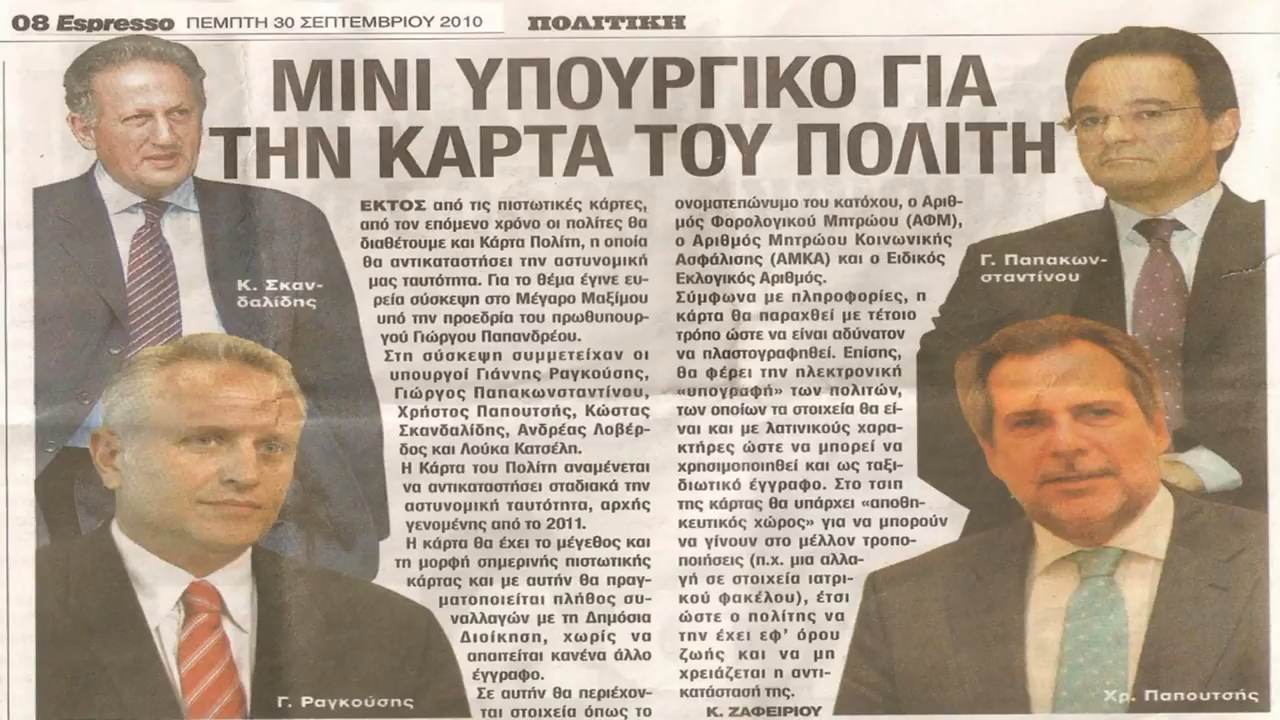 08 Espresso ΠΕΜΠΤΗ 30 ΣΕΠΤΕΜΒΡΙΟΥ 2010
ΠΟΛΙΤΙΚΗ
ΜΙΝΙ ΥΠΟΥΡΓΙΚΟ ΓΙΑ
ΤΗΝ ΚΑΡΤΑ ΤΟΥ ΠΟΛΙΤΗ
Κ. Σκαν-
δαλίδης
Γ. Ραγκούσης
ΕΚΤΟΣ από τις πιστωτικές κάρτες,
από τον επόμενο χρόνο οι πολίτες θα
διαθέτουμε και Κάρτα Πολίτη, η οποία
θα αντικαταστήσει την αστυνομική
μας ταυτότητα. Για το θέμα έγινε ευ-
ρεία σύσκεψη στο Μέγαρο Μαξίμου
υπό την προεδρία του πρωθυπουρ-
γού Γιώργου Παπανδρέου.
Στη σύσκεψη συμμετείχαν οι
υπουργοί Γιάννης Ραγκούσης,
Γιώργος Παπακωνσταντίνου,
Χρήστος Παπουτσής, Κώστας
Σκανδαλίδης, Ανδρέας Λοβέρ-
δος και Λούκα Κατσέλη.
Η Κάρτα του Πολίτη αναμένεται
να αντικαταστήσει σταδιακά την
αστυνομική ταυτότητα, αρχής
γενομένης από το 2011.
Η κάρτα θα έχει το μέγεθος και
τη μορφή σημερινής πιστωτικής
κάρτας και με αυτήν θα πραγ-
ματοποιείται πλήθος συ-
ναλλαγών με τη Δημόσια
Διοίκηση, χωρίς να
απαιτείται κανένα άλλο
έγγραφο.
Σε αυτήν θα περιέχον-
ται στοιχεία όπως το
ονοματεπώνυμο του κατόχου, ο Αριθ-
μός Φορολογικού Μητρώου (ΑΦΜ),
ο Αριθμός Μητρώου Κοινωνικής
Ασφάλισης (ΑΜΚΑ) και ο Ειδικός
Εκλογικός Αριθμός.
Σύμφωνα με πληροφορίες, η
κάρτα θα παραχθεί με τέτοιο
τρόπο ώστε να είναι αδύνατον
να πλαστογραφηθεί. Επίσης,
θα φέρει την ηλεκτρονική
«υπογραφή» των πολιτών,
των οποίων τα στοιχεία θα εί-
ναι και με λατινικούς χαρα-
κτήρες ώστε να μπορεί να
χρησιμοποιηθεί και ως ταξι-
διωτικό έγγραφο. Στο τσιπ
της κάρτας θα υπάρχει «αποθη-
κευτικός χώρος» για να μπορούν
να γίνουν στο μέλλον τροπο-
ποιήσεις (π.χ. μια αλλα-
γή σε στοιχεία ιατρι-
κού φακέλου), έτσι
ώστε ο πολίτης να
την έχει εφ' όρου
ζωής και να μη
χρειάζεται η αντι-
κατάστασή της.
Κ. ΖΑΦΕΙΡΙΟΥ
Γ. Παπακων-
σταντίνου
Χρ. Παπουτσής